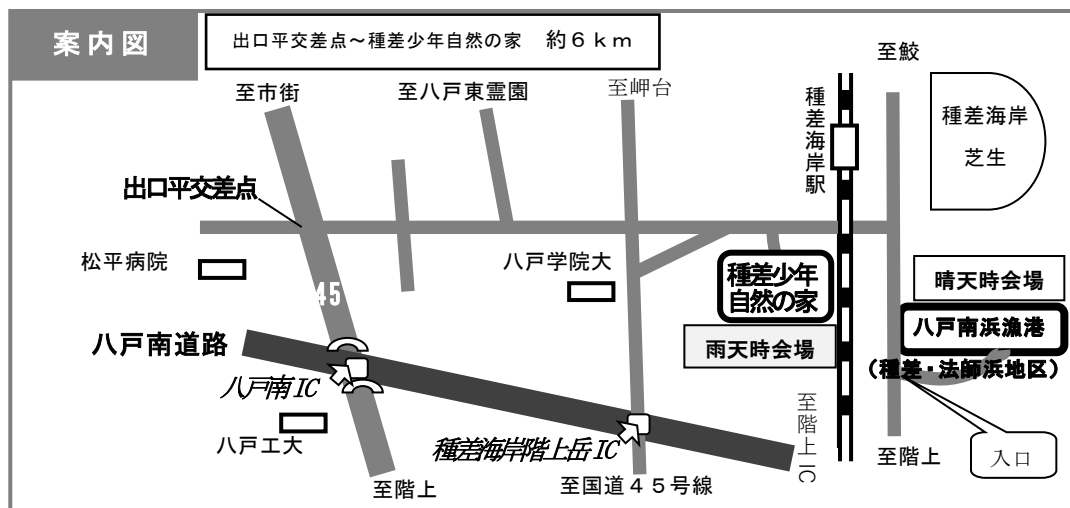 案内図
出口平交差点～種差少年自然の家　約６ｋｍ
至市街
至八戸東霊園
至岬台
至鮫
種差海岸駅
種差海岸
芝生
出口平交差点
松平病院
八戸学院大
種差少年
自然の家
晴天時会場
45
八戸南道路
雨天時会場
八戸南浜漁港
（種差・法師浜地区）
八戸南IC
八戸工大
種差海岸階上岳IC
至階上IC
至階上
入口
至階上
至国道４５号線